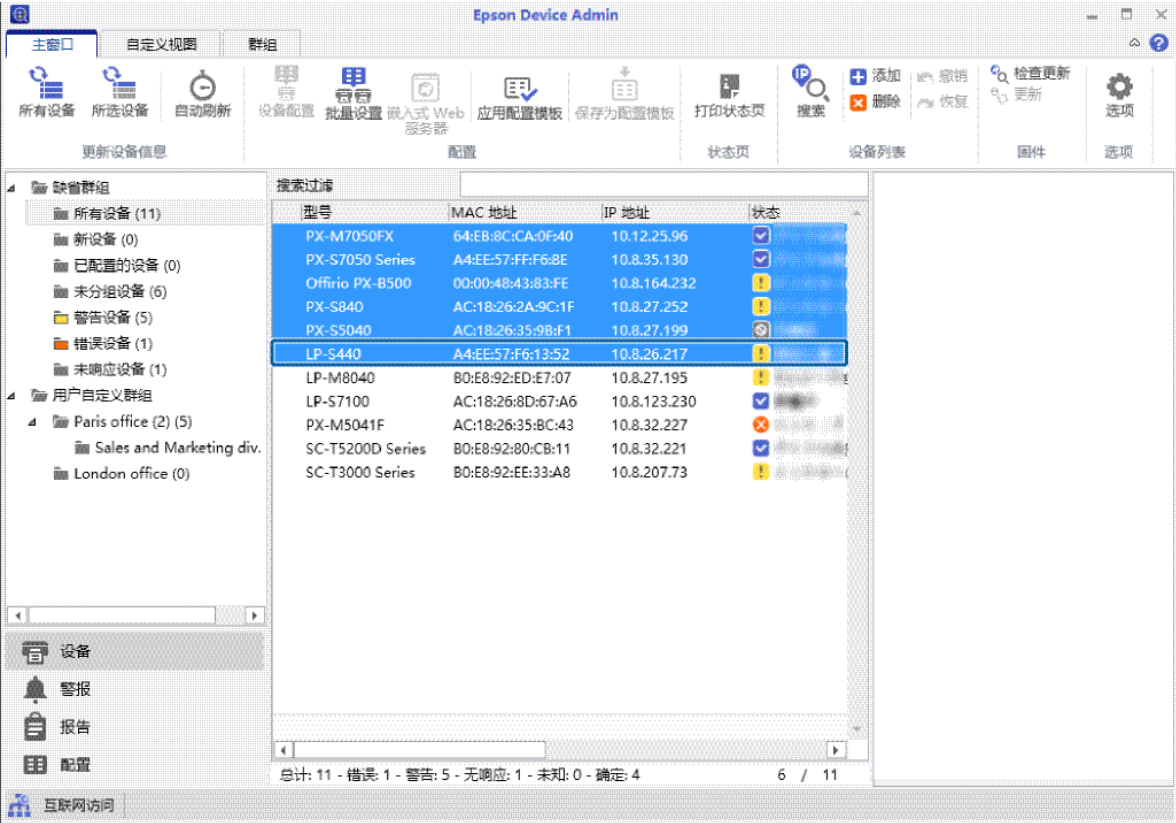 Epson Device Admin
主窗口 自定义视图 群组
所有设备 所选设备 自动刷新 设备配置 批量设置 嵌入式 Web 服务器 应用配置模板 保存为配置模板 打印状态页 搜索 添加 删除 撤销 恢复 检查更新 更新 选项
更新设备信息 配置 状态页 设备列表 固件 选项
缺省群组
所有设备 (11)
新设备 (0)
已配置的设备 (0)
未分组设备 (6)
警告设备 (5)
错误设备 (1)
未响应设备 (1)
用户自定义群组
Paris office (2) (5)
Sales and Marketing div.
London office (0)
设备
警报
报告
配置
搜索过滤
型号 MAC 地址 IP 地址 状态
PX-M7050FX 64:EB:8C:CA:0F:40 10.12.25.96
PX-S7050 Series A4:EE:57:FF:F6:8E 10.8.35.130
Offirio PX-B500 00:00:48:43:83:FE 10.8.164.232
PX-S840 AC:18:26:2A:9C:1F 10.8.27.252
PX-S5040 AC:18:26:35:9B:F1 10.8.27.199
LP-S440 A4:EE:57:F6:13:52 10.8.26.217
LP-M8040 B0:E8:92:ED:E7:07 10.8.27.195
LP-S7100 AC:18:26:8D:67:A6 10.8.123.230
PX-M5041F AC:18:26:35:BC:43 10.8.32.227
SC-T5200D Series B0:E8:92:80:CB:11 10.8.32.221
SC-T3000 Series B0:E8:92:EE:33:A8 10.8.207.73
总计: 11 - 错误: 1 - 警告: 5 - 无响应: 1 - 未知: 0 - 确定: 4 6 / 11
互联网访问